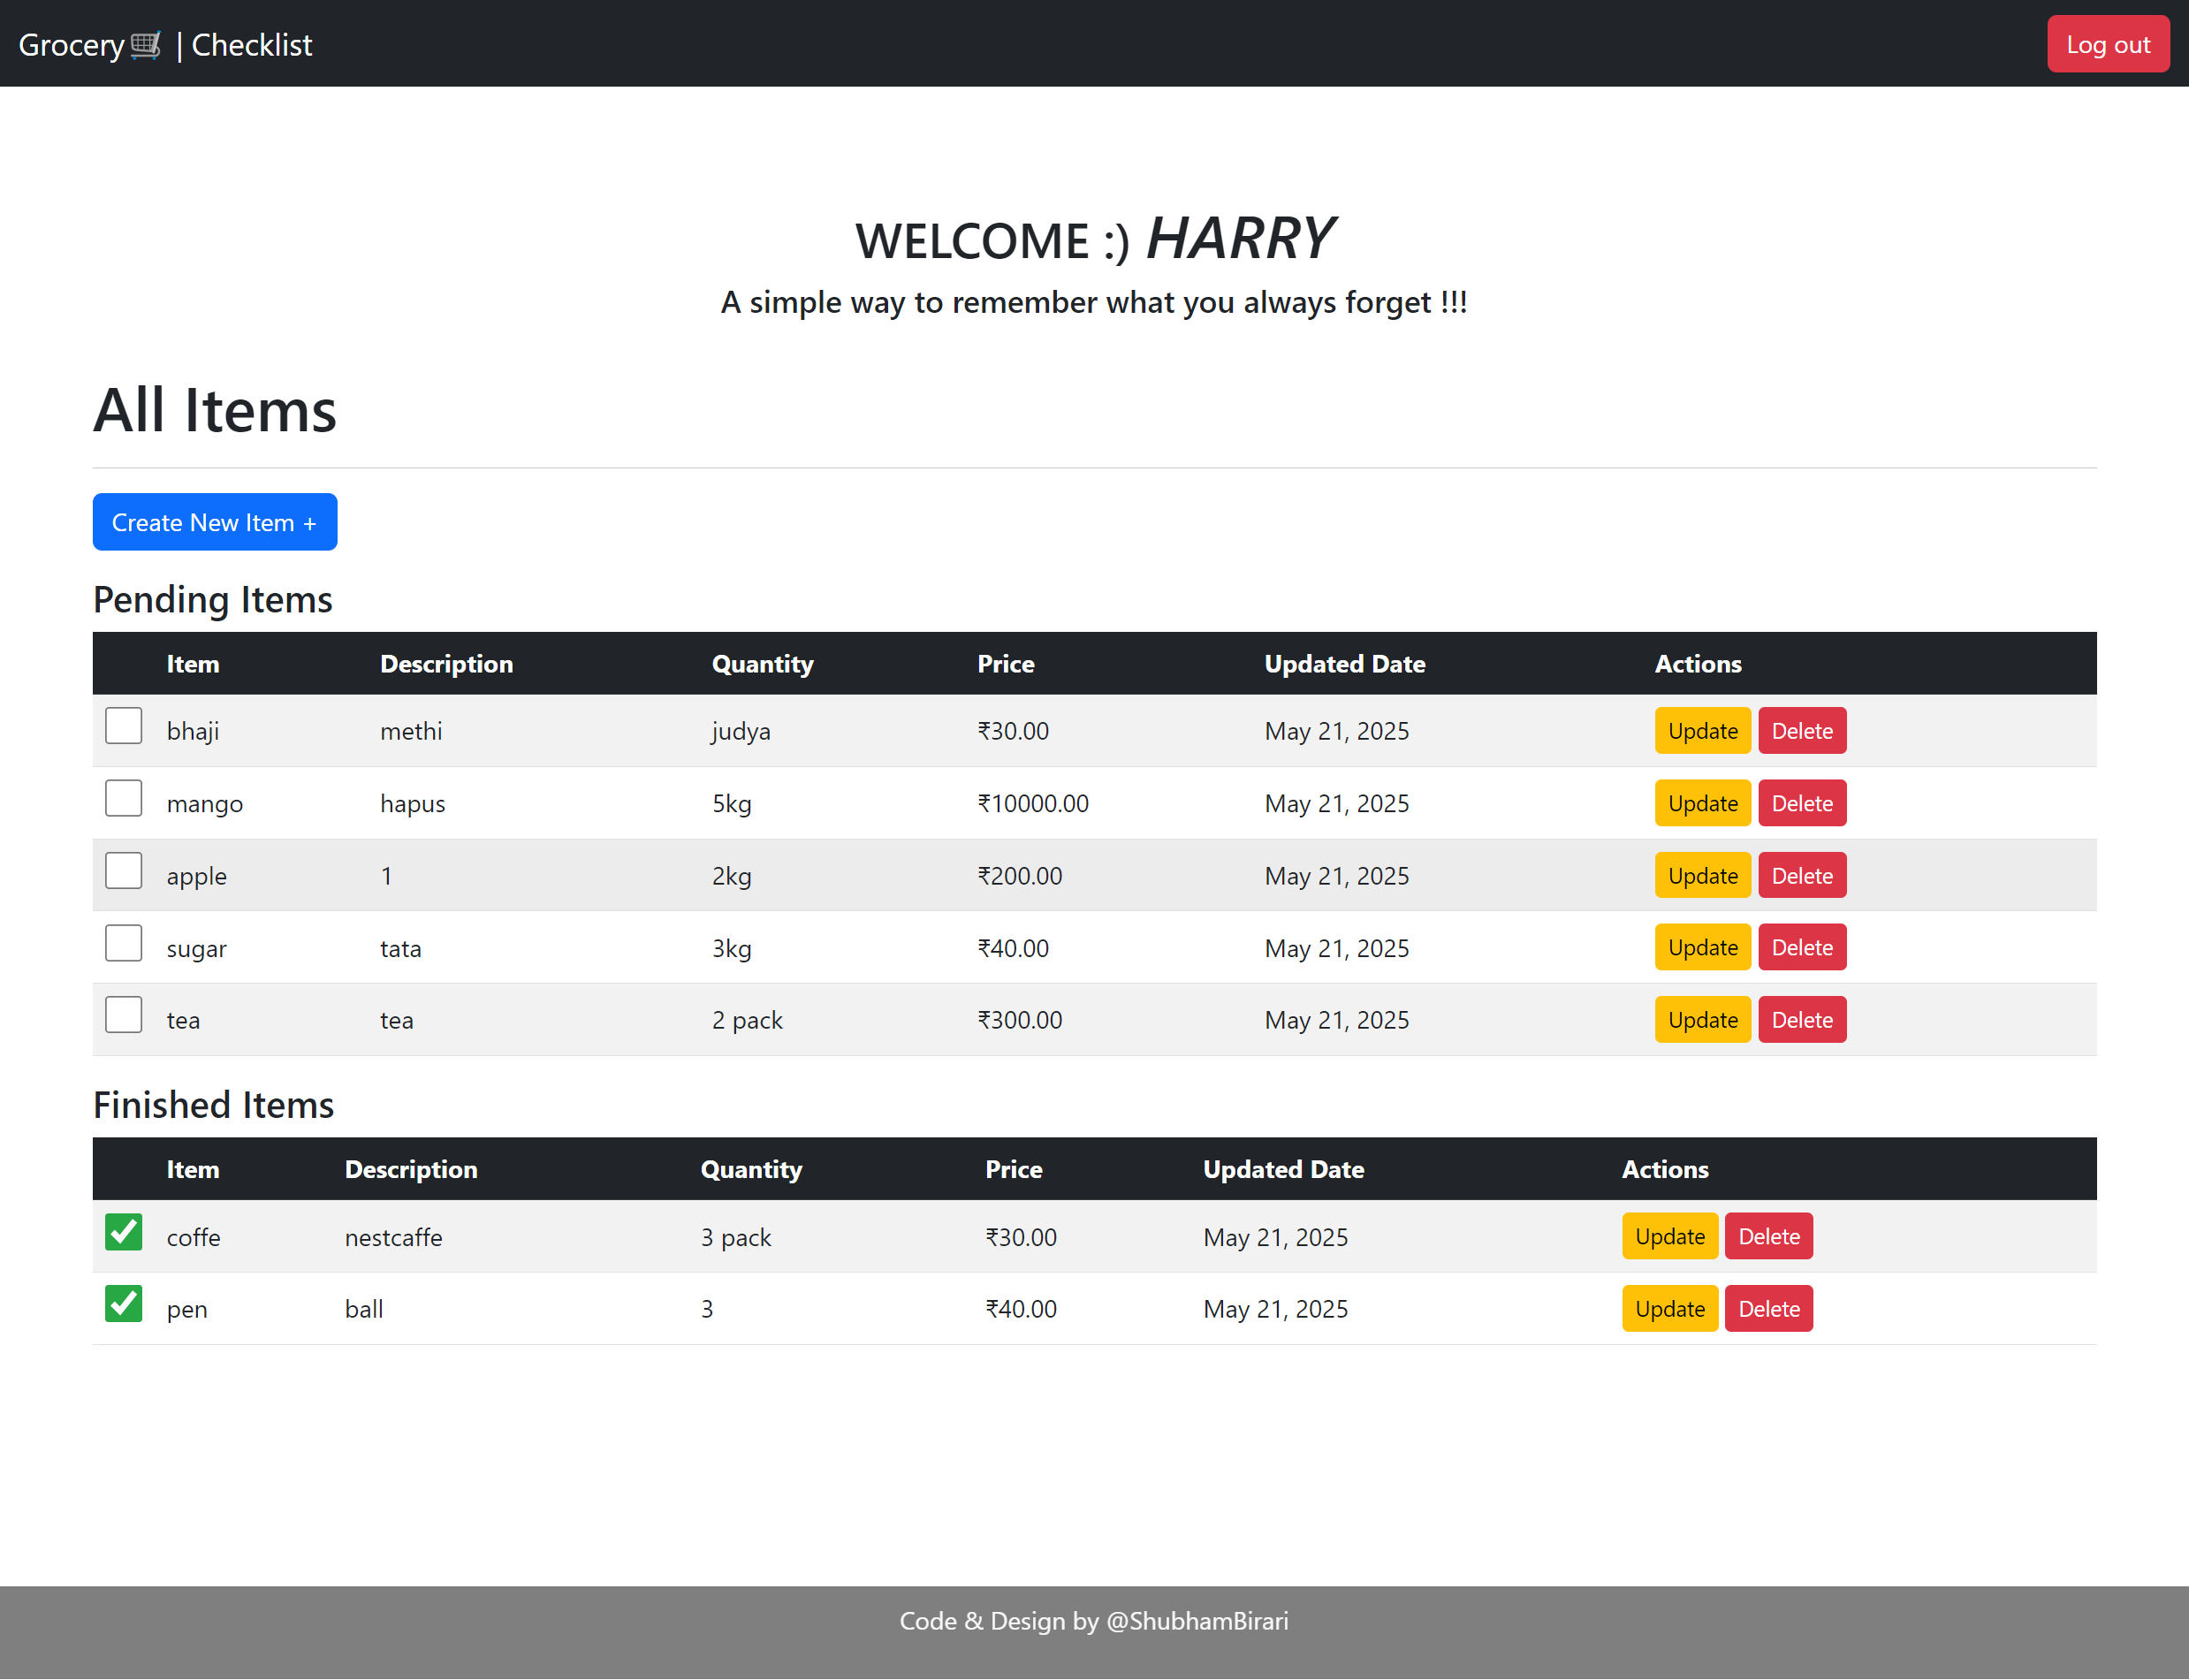 Grocery🛒 | Checklist
Log out
WELCOME :) HARRY
A simple way to remember what you always forget !!!
All Items
Create New Item +
Pending Items
Item Description Quantity Price Updated Date Actions
bhaji methi judya ₹30.00 May 21, 2025 Update Delete
mango hapus 5kg ₹10000.00 May 21, 2025 Update Delete
apple 1 2kg ₹200.00 May 21, 2025 Update Delete
sugar tata 3kg ₹40.00 May 21, 2025 Update Delete
tea tea 2 pack ₹300.00 May 21, 2025 Update Delete
Finished Items
Item Description Quantity Price Updated Date Actions
coffe nestcaffe 3 pack ₹30.00 May 21, 2025 Update Delete
pen ball 3 ₹40.00 May 21, 2025 Update Delete
Code & Design by @ShubhamBirari